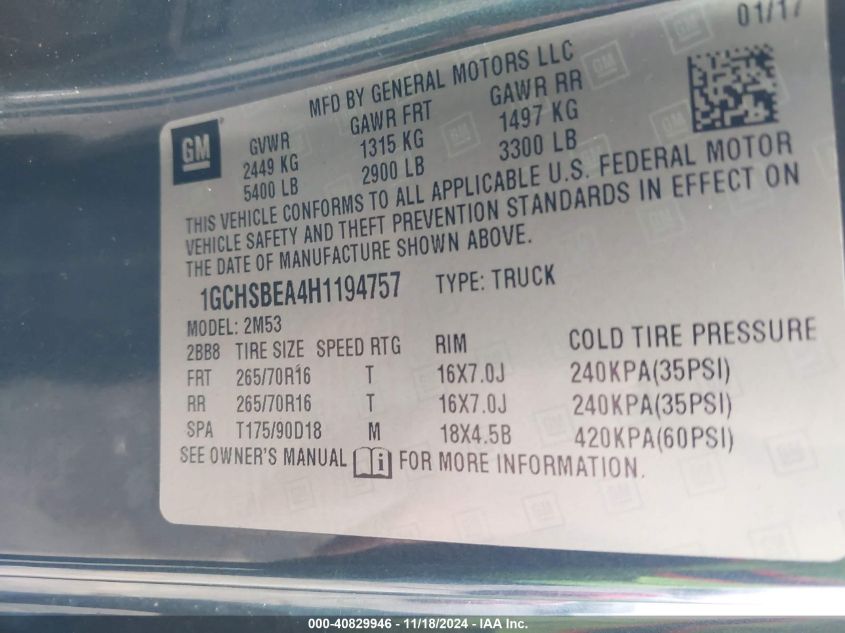 01/17
MFD BY GENERAL MOTORS LLC
GM
GVWR GAWR FRT GAWR RR
2449 KG 1315 KG 1497 KG
5400 LB 2900 LB 3300 LB
THIS VEHICLE CONFORMS TO ALL APPLICABLE U.S. FEDERAL MOTOR
VEHICLE SAFETY AND THEFT PREVENTION STANDARDS IN EFFECT ON
THE DATE OF MANUFACTURE SHOWN ABOVE.
1GCHSBEA4H1194757 TYPE: TRUCK
MODEL: 2M53
2BB8 TIRE SIZE SPEED RTG RIM COLD TIRE PRESSURE
FRT 265/70R16 T 16X7.0J 240KPA(35PSI)
RR 265/70R16 T 16X7.0J 240KPA(35PSI)
SPA T175/90D18 M 18X4.5B 420KPA(60PSI)
SEE OWNER'S MANUAL i FOR MORE INFORMATION.
000-40829946 - 11/18/2024 - IAA Inc.